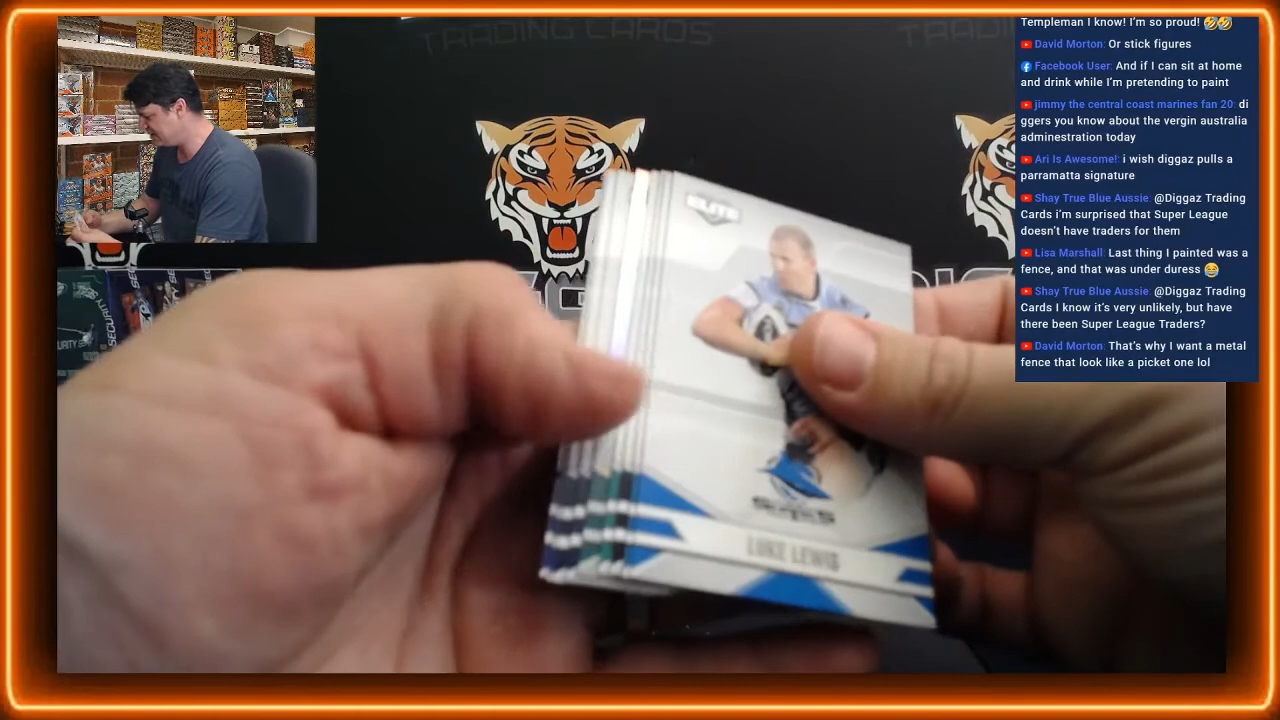 TRADING CARDS
Templeman I know! I'm so proud! 🤣🤣
David Morton: Or stick figures
Facebook User: And if I can sit at home
and drink while I'm pretending to paint
jimmy the central coast marines fan 20: di
ggers you know about the vergin australia
adminestration today
Ari Is Awesome!: i wish diggaz pulls a
parramatta signature
Shay True Blue Aussie: @Diggaz Trading
Cards i'm surprised that Super League
doesn't have traders for them
Lisa Marshall: Last thing I painted was a
fence, and that was under duress 😂
Shay True Blue Aussie: @Diggaz Trading
Cards I know it's very unlikely, but have
there been Super League Traders?
David Morton: That's why I want a metal
fence that look like a picket one lol
ELITE
SHARKS
LUKE LEWIS